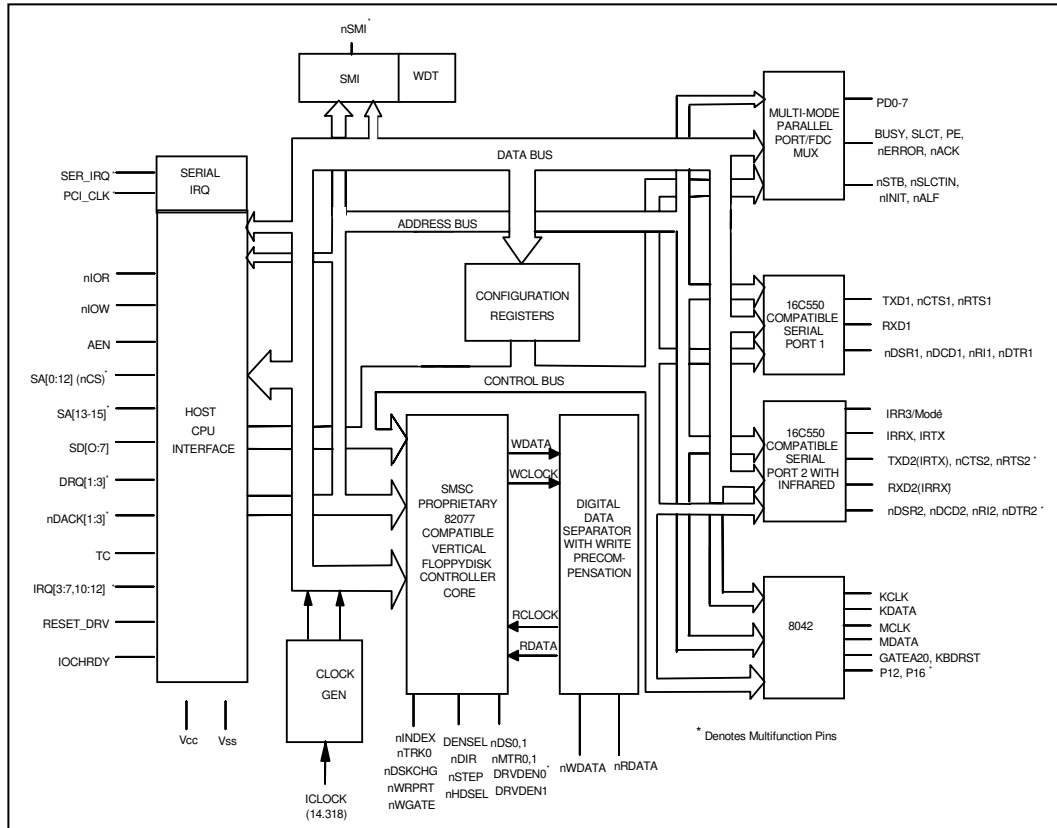 nSMI*
SMI
WDT
SERIAL
IRQ
SER_IRQ*
PCI_CLK*
nIOR
nIOW
AEN
SA[0:12] (nCS)*
SA[13-15]*
SD[O:7]
DRQ[1:3]*
nDACK[1:3]*
TC
IRQ[3:7,10:12]*
RESET_DRV
IOCHRDY
HOST
CPU
INTERFACE
Vcc
Vss
DATA BUS
ADDRESS BUS
CONFIGURATION
REGISTERS
CONTROL BUS
CLOCK
GEN
ICLOCK
(14.318)
SMSC
PROPRIETARY
82077
COMPATIBLE
VERTICAL
FLOPPYDISK
CONTROLLER
CORE
WDATA
WCLOCK
RCLOCK
RDATA
DIGITAL
DATA
SEPARATOR
WITH WRITE
PRECOM-
PENSATION
nINDEX
nTRK0
nDSKCHG
nWRPRT
nWGATE
DENSEL
nDIR
nSTEP
nHDSEL
nDS0,1
nMTR0,1
DRVDEN0*
DRVDEN1
nWDATA
nRDATA
MULTI-MODE
PARALLEL
PORT/FDC
MUX
PD0-7
BUSY, SLCT, PE,
nERROR, nACK
nSTB, nSLCTIN,
nINIT, nALF
16C550
COMPATIBLE
SERIAL
PORT 1
TXD1, nCTS1, nRTS1
RXD1
nDSR1, nDCD1, nRI1, nDTR1
16C550
COMPATIBLE
SERIAL
PORT 2 WITH
INFRARED
IRR3/Mode*
IRRX, IRTX*
TXD2(IRTX), nCTS2, nRTS2 *
RXD2(IRRX)*
nDSR2, nDCD2, nRI2, nDTR2 *
8042
KCLK
KDATA
MCLK
MDATA
GATEA20, KBDRST
P12, P16 *
* Denotes Multifunction Pins